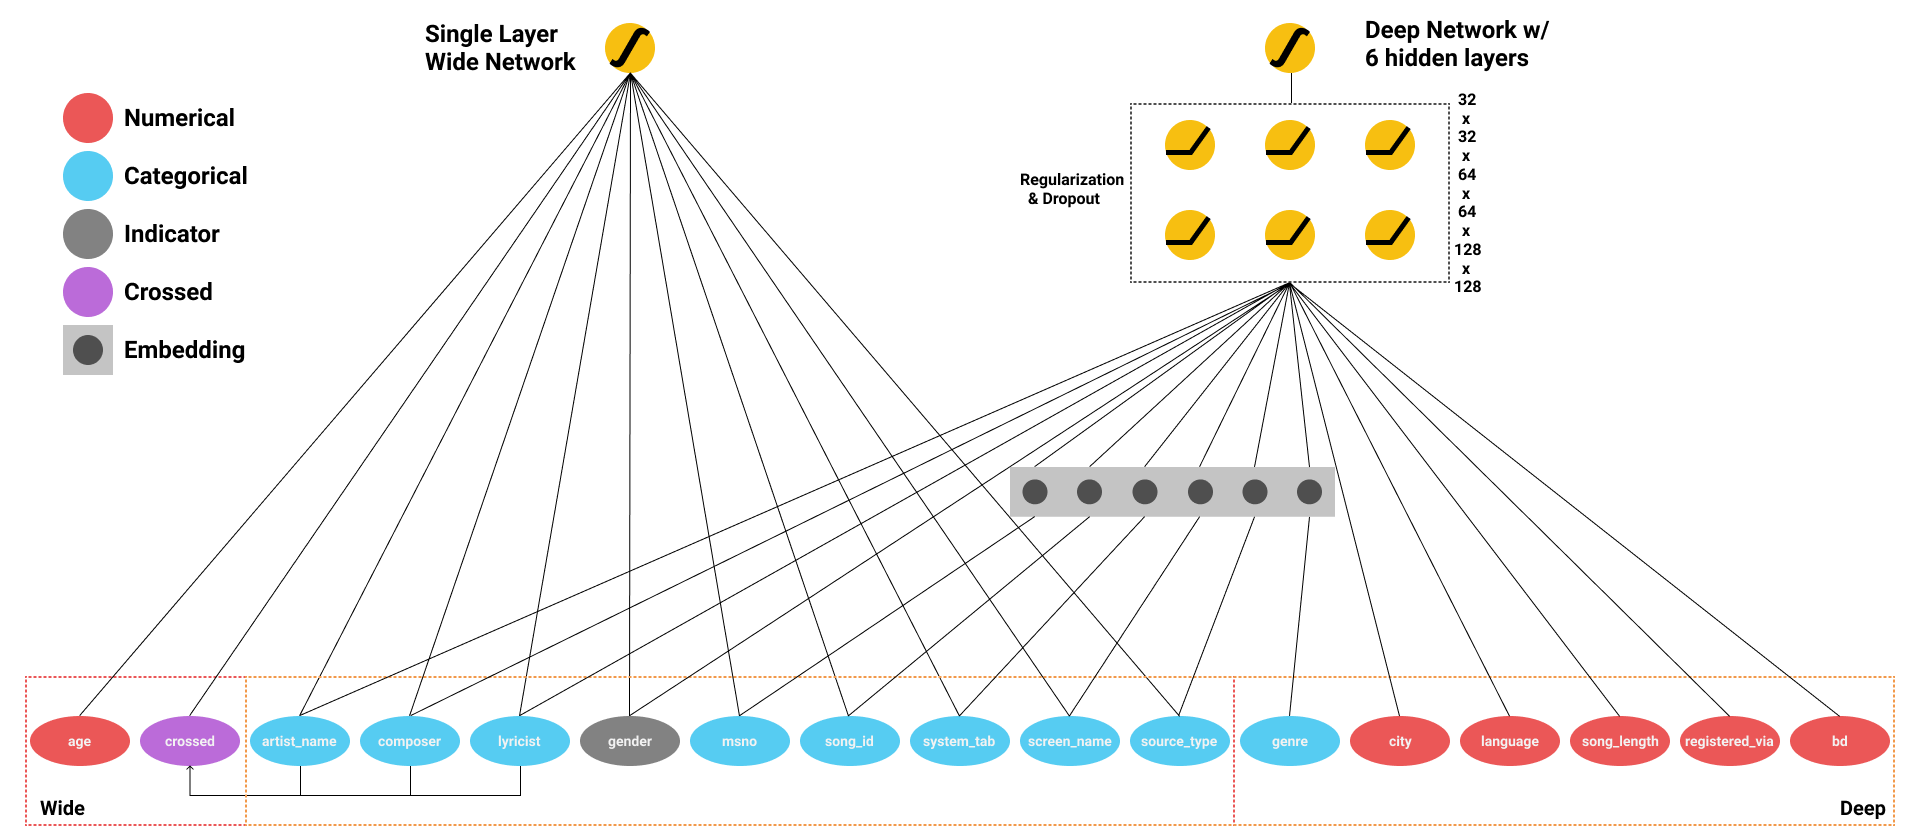 Single Layer
Wide Network
Deep Network w/
6 hidden layers
Numerical
Categorical
Indicator
Crossed
Embedding
Regularization
& Dropout
32
x
32
x
64
x
64
x
128
x
128
age
crossed
artist_name
composer
lyricist
gender
msno
song_id
system_tab
screen_name
source_type
genre
city
language
song_length
registered_via
bd
Wide
Deep